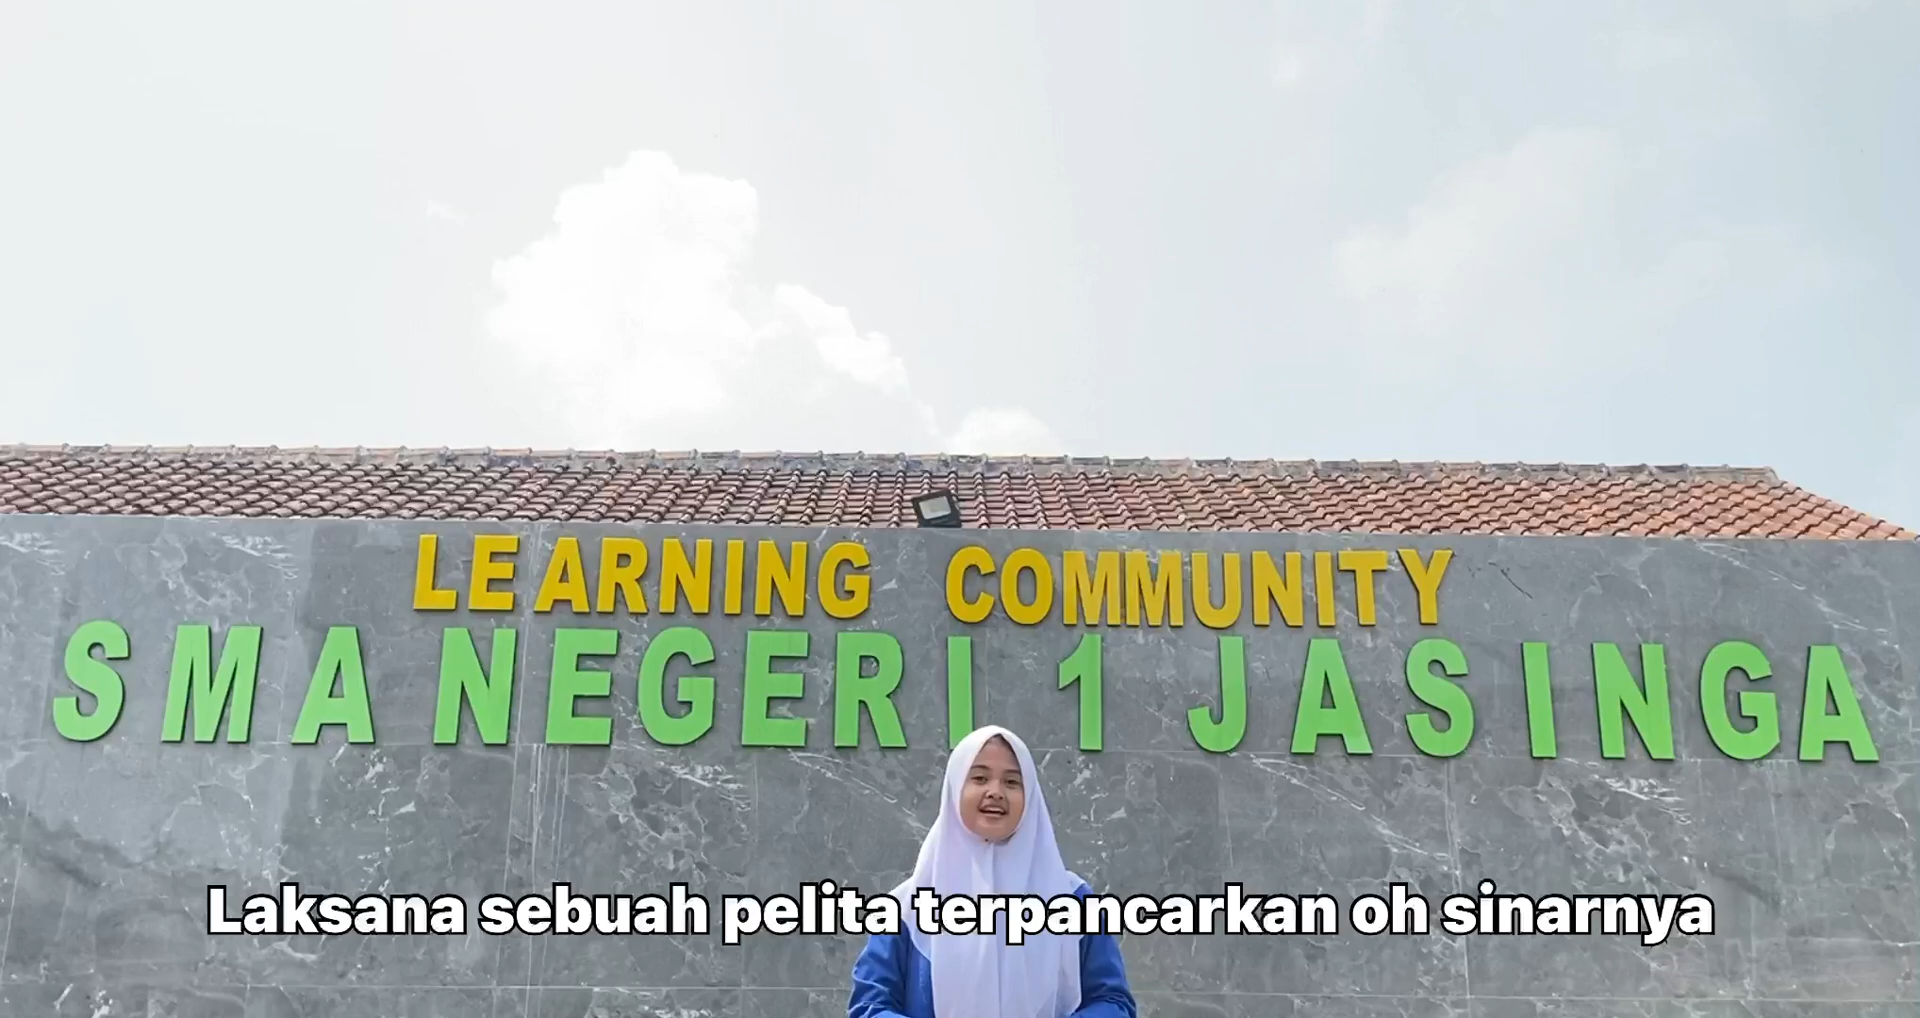 LEARNING COMMUNITY
SMA NEGERI 1 JASINGA
Laksana sebuah pelita terpancarkan oh sinarnya